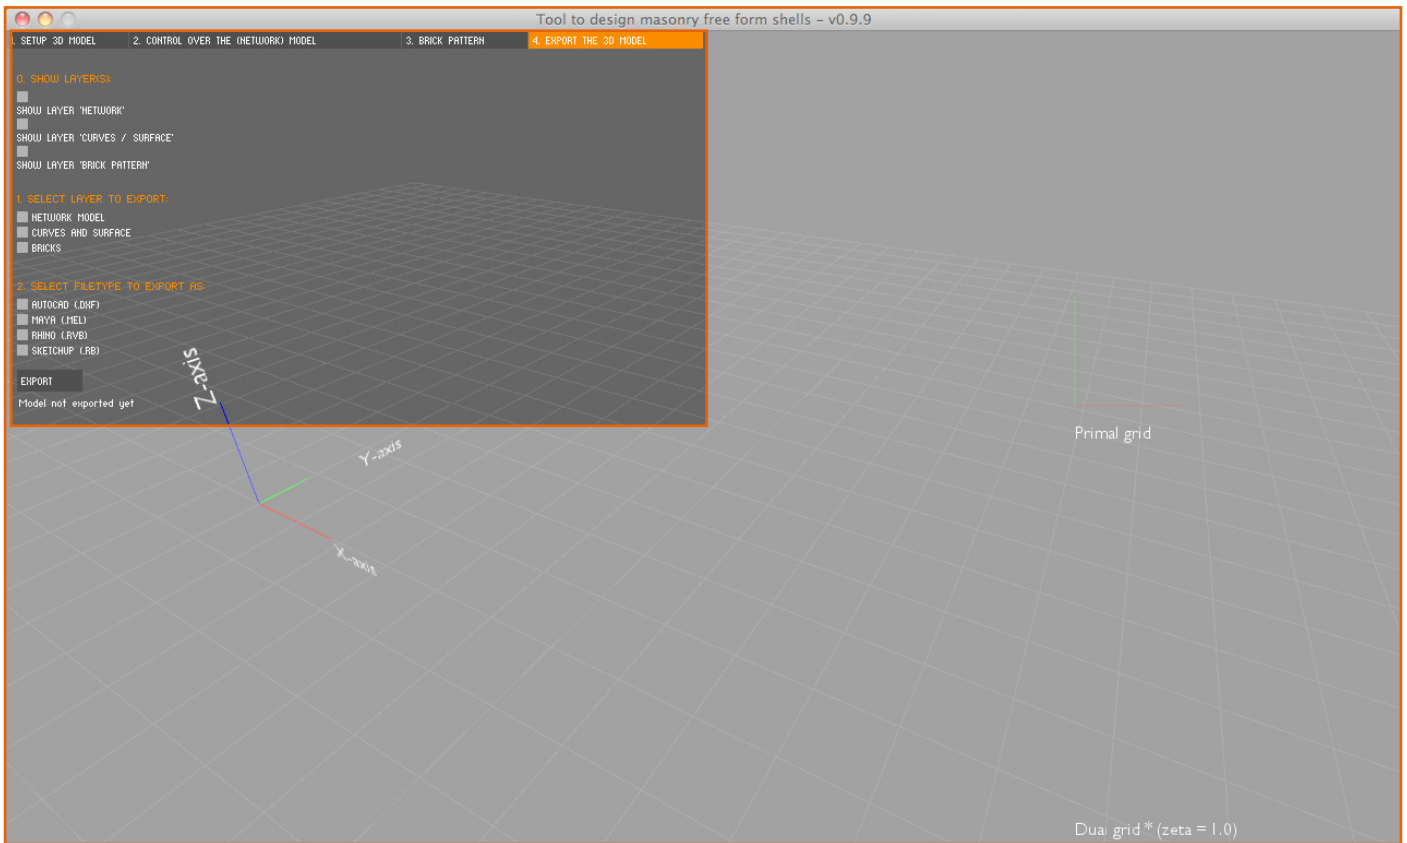 Tool to design masonry free form shells – v0.9.9
1. SETUP 3D MODEL 2. CONTROL OVER THE (NETWORK) MODEL 3. BRICK PATTERN 4. EXPORT THE 3D MODEL
0. SHOW LAYER(S):
SHOW LAYER 'NETWORK'
SHOW LAYER 'CURVES / SURFACE'
SHOW LAYER 'BRICK PATTERN'
1. SELECT LAYER TO EXPORT:
NETWORK MODEL
CURVES AND SURFACE
BRICKS
2. SELECT FILETYPE TO EXPORT AS:
AUTOCAD (.DXF)
MAYA (.MEL)
RHINO (.RVB)
SKETCHUP (.RB)
EXPORT
Model not exported yet
Z-axis
Y-axis
X-axis
Primal grid
Dual grid * (zeta = 1.0)